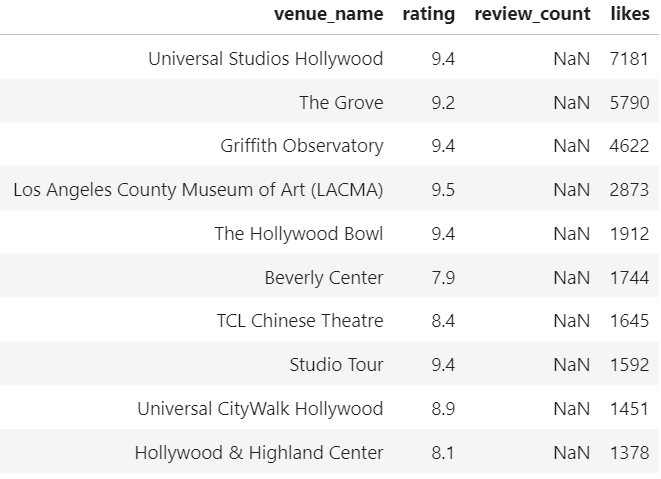 venue_name rating review_count likes
Universal Studios Hollywood 9.4 NaN 7181
The Grove 9.2 NaN 5790
Griffith Observatory 9.4 NaN 4622
Los Angeles County Museum of Art (LACMA) 9.5 NaN 2873
The Hollywood Bowl 9.4 NaN 1912
Beverly Center 7.9 NaN 1744
TCL Chinese Theatre 8.4 NaN 1645
Studio Tour 9.4 NaN 1592
Universal CityWalk Hollywood 8.9 NaN 1451
Hollywood & Highland Center 8.1 NaN 1378